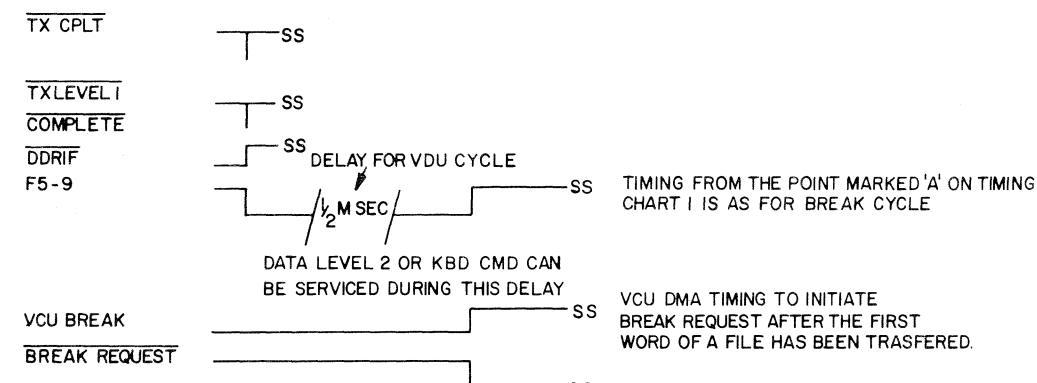 TX CPLT
SS
TXLEVEL 1
SS
COMPLETE
DDRIF
SS
DELAY FOR VDU CYCLE
F5-9
1/2 M SEC
SS
TIMING FROM THE POINT MARKED 'A' ON TIMING
CHART 1 IS AS FOR BREAK CYCLE
DATA LEVEL 2 OR KBD CMD CAN
BE SERVICED DURING THIS DELAY
VCU BREAK
SS
VCU DMA TIMING TO INITIATE
BREAK REQUEST AFTER THE FIRST
WORD OF A FILE HAS BEEN TRASFERED.
BREAK REQUEST